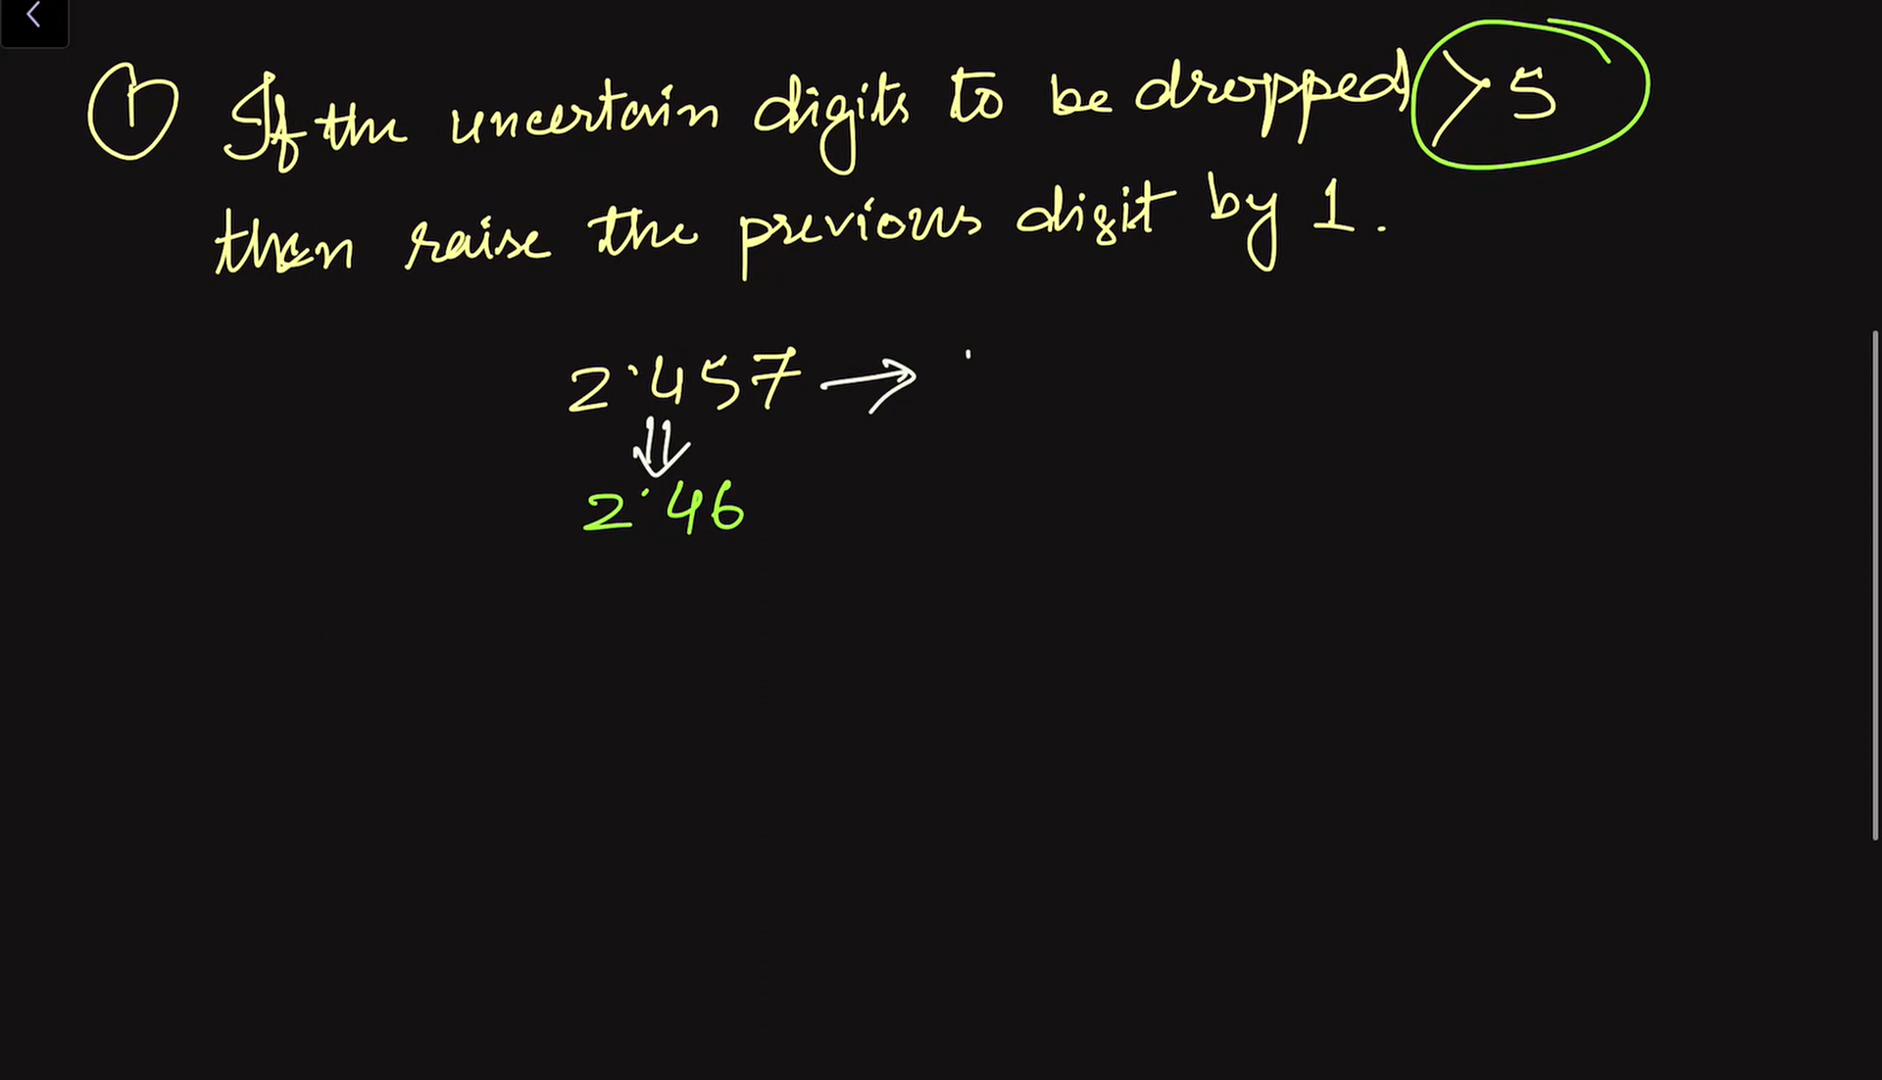 ① If the uncertain digits to be dropped > 5
then raise the previous digit by 1.
2.457 →
⇓
2.46